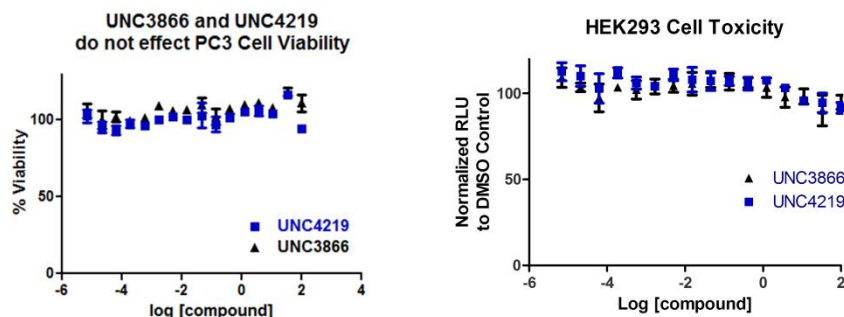 UNC3866 and UNC4219
do not effect PC3 Cell Viability
% Viability
100
50
0
-6 -4 -2 0 2 4
log [compound]
UNC4219
UNC3866
HEK293 Cell Toxicity
Normalized RLU
to DMSO Control
100
50
0
-6 -4 -2 0 2
Log [compound]
UNC3866
UNC4219